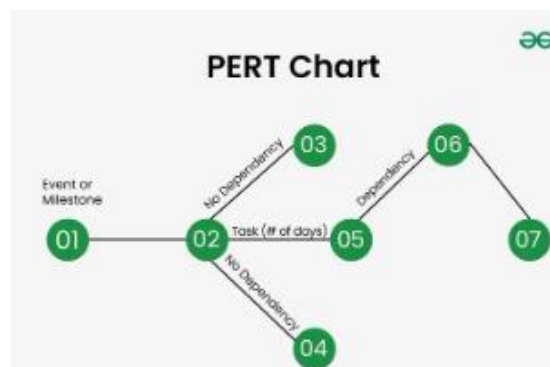 PERT Chart
03
06
No Dependency
Dependency
Event or
Milestone
01
02
Task (# of days)
05
07
No Dependency
04